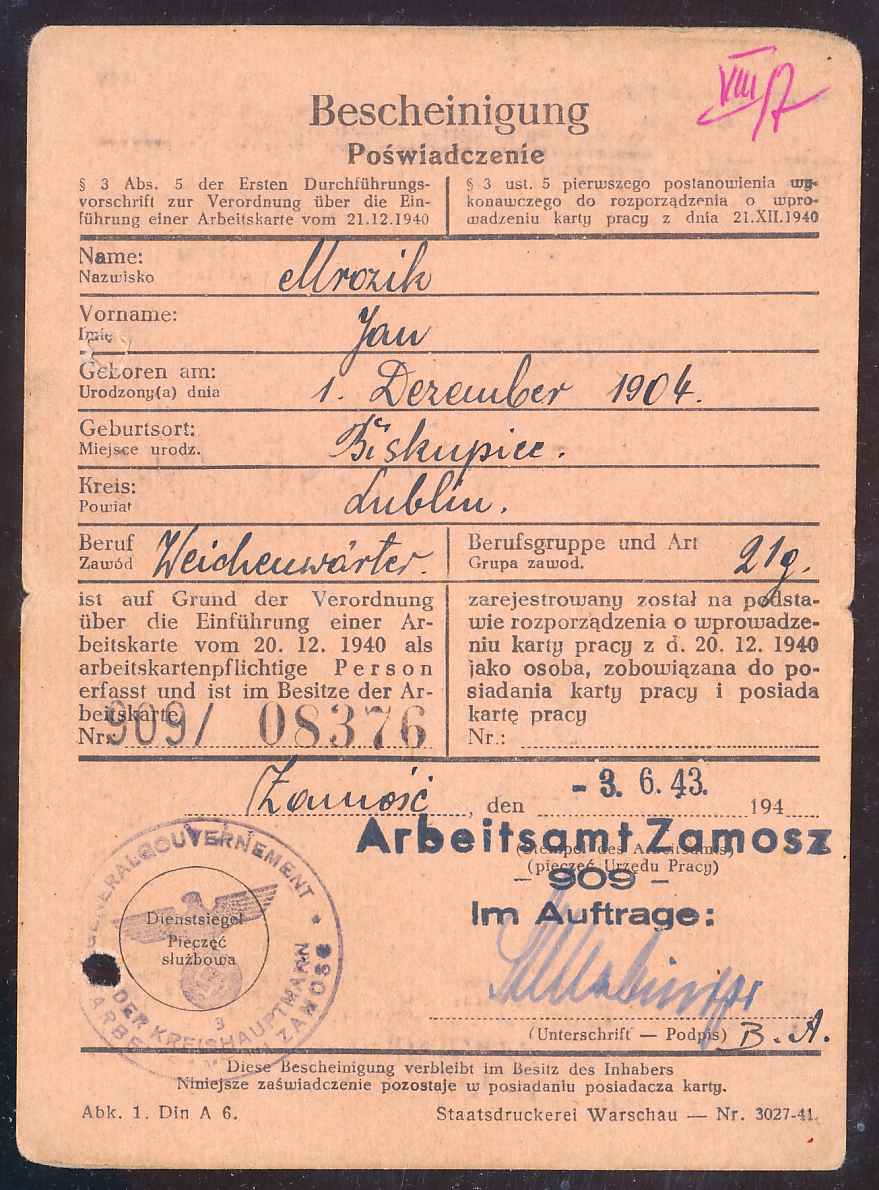 VIII/7
Bescheinigung
Poświadczenie
§ 3 Abs. 5 der Ersten Durchführungs-
vorschrift zur Verordnung über die Ein-
führung einer Arbeitskarte vom 21.12.1940
§ 3 ust. 5 pierwszego postanowienia wy-
konawczego do rozporządzenia o wpro-
wadzeniu karty pracy z dnia 21.XII.1940
Name: Mrozik
Nazwisko
Vorname: Jan
Imię
Geboren am: 1. Dezember 1904.
Urodzony(a) dnia
Geburtsort: Biskupice.
Miejsce urodz.
Kreis: Lublin.
Powiat
Beruf Weichenwärter.
Zawód
Berufsgruppe und Art 21g.
Grupa zawod.
ist auf Grund der Verordnung
über die Einführung einer Ar-
beitskarte vom 20. 12. 1940 als
arbeitskartenpflichtige Person
erfasst und ist im Besitze der Ar-
beitskarte
Nr. 909/ 08376
zarejestrowany został na podsta-
wie rozporządzenia o wprowadze-
niu karty pracy z d. 20. 12. 1940
jako osoba, zobowiązana do po-
siadania karty pracy i posiada
kartę pracy
Nr.:
Zamość, den - 3. 6. 43. 194
Arbeitsamt Zamosz
(Stempel des Arbeitsamts)
(pieczęć Urzędu Pracy)
- 909 -
Im Auftrage:
GENERALGOUVERNEMENT
DER KREISHAUPTMANN
ZAMOSC
Dienstsiegel
Pieczęć
służbowa
3
(Unterschrift — Podpis) B. A.
Diese Bescheinigung verbleibt im Besitz des Inhabers
Niniejsze zaświadczenie pozostaje w posiadaniu posiadacza karty.
Abk. 1. Din A 6.
Staatsdruckerei Warschau — Nr. 3027-41.